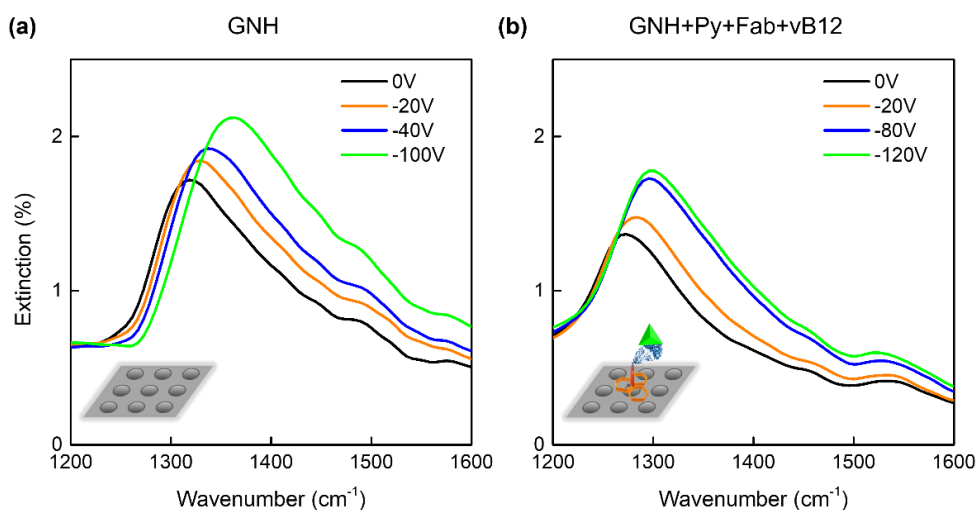 (a) GNH
(b) GNH+Py+Fab+vB12
Extinction (%)
2
1
0
0V
-20V
-40V
-100V
1200 1300 1400 1500 1600
Wavenumber (cm⁻¹)
2
1
0
0V
-20V
-80V
-120V
1200 1300 1400 1500 1600
Wavenumber (cm⁻¹)